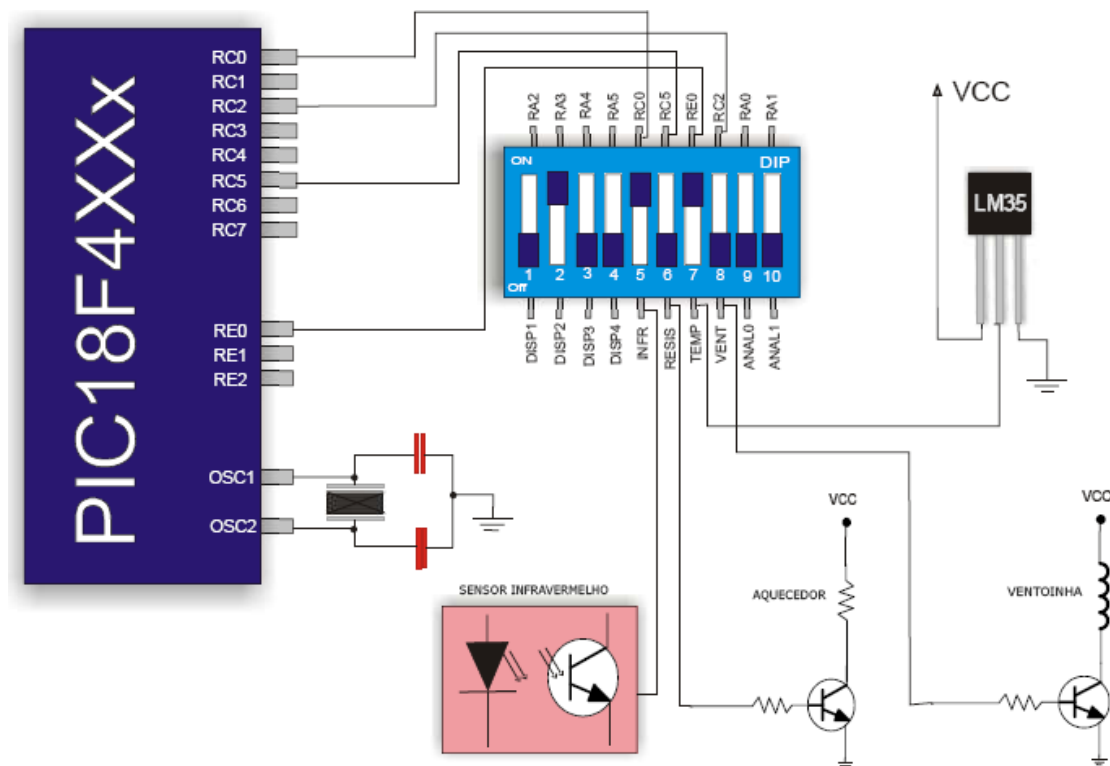 PIC18F4XXx
RC0
RC1
RC2
RC3
RC4
RC5
RC6
RC7
RE0
RE1
RE2
OSC1
OSC2
RA2
RA3
RA4
RA5
RC0
RC5
RE0
RC2
RA0
RA1
ON
DIP
1 2 3 4 5 6 7 8 9 10
Off
DISP1
DISP2
DISP3
DISP4
INFR
RESIS
TEMP
VENT
ANAL0
ANAL1
VCC
LM35
SENSOR INFRAVERMELHO
VCC
AQUECEDOR
VCC
VENTOINHA